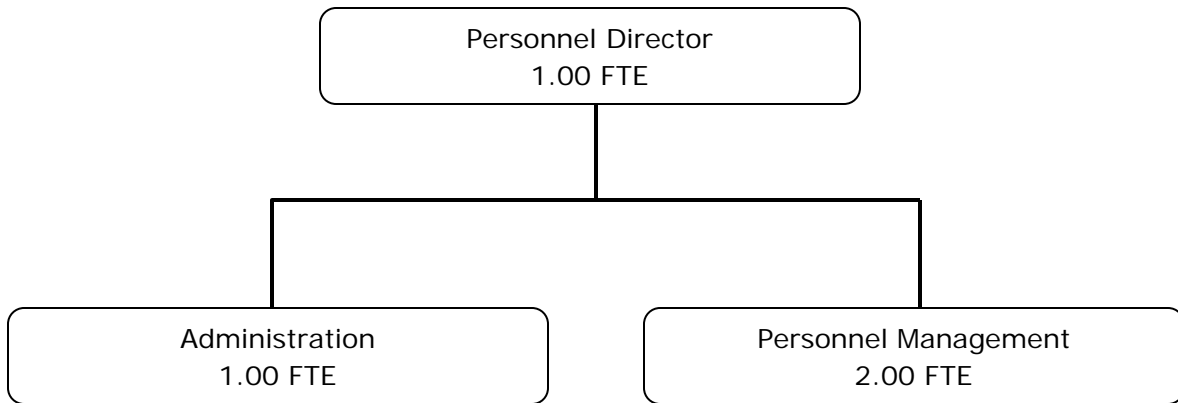 Personnel Director
1.00 FTE
Administration
1.00 FTE
Personnel Management
2.00 FTE